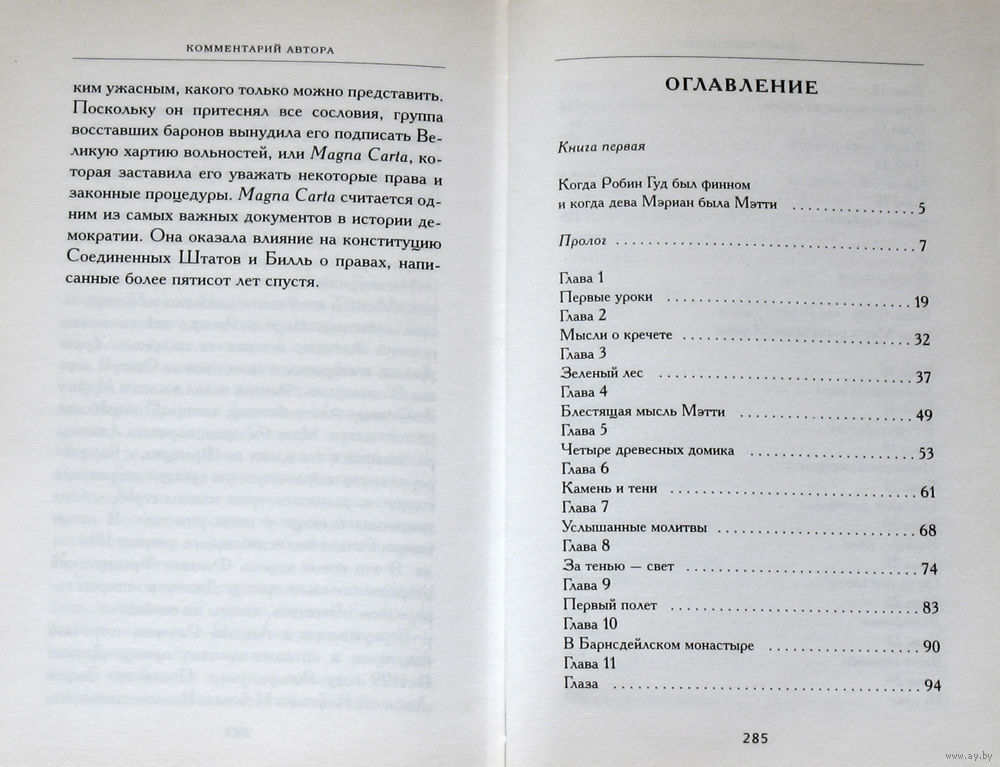 КОММЕНТАРИЙ АВТОРА
ким ужасным, какого только можно представить.
Поскольку он притеснял все сословия, группа
восставших баронов вынудила его подписать Ве-
ликую хартию вольностей, или Magna Carta, ко-
торая заставила его уважать некоторые права и
законные процедуры. Magna Carta считается од-
ним из самых важных документов в истории де-
мократии. Она оказала влияние на конституцию
Соединенных Штатов и Билль о правах, напи-
санные более пятисот лет спустя.
ОГЛАВЛЕНИЕ
Книга первая
Когда Робин Гуд был финном
и когда дева Мэриан была Мэтти ............... 5
Пролог .................................... 7
Глава 1
Первые уроки ............................. 19
Глава 2
Мысли о кречете .......................... 32
Глава 3
Зеленый лес .............................. 37
Глава 4
Блестящая мысль Мэтти .................... 49
Глава 5
Четыре древесных домика .................. 53
Глава 6
Камень и тени ............................ 61
Глава 7
Услышанные молитвы ....................... 68
Глава 8
За тенью — свет .......................... 74
Глава 9
Первый полет ............................. 83
Глава 10
В Барнсдейлском монастыре ................ 90
Глава 11
Глаза .................................... 94
285
www.ay.by